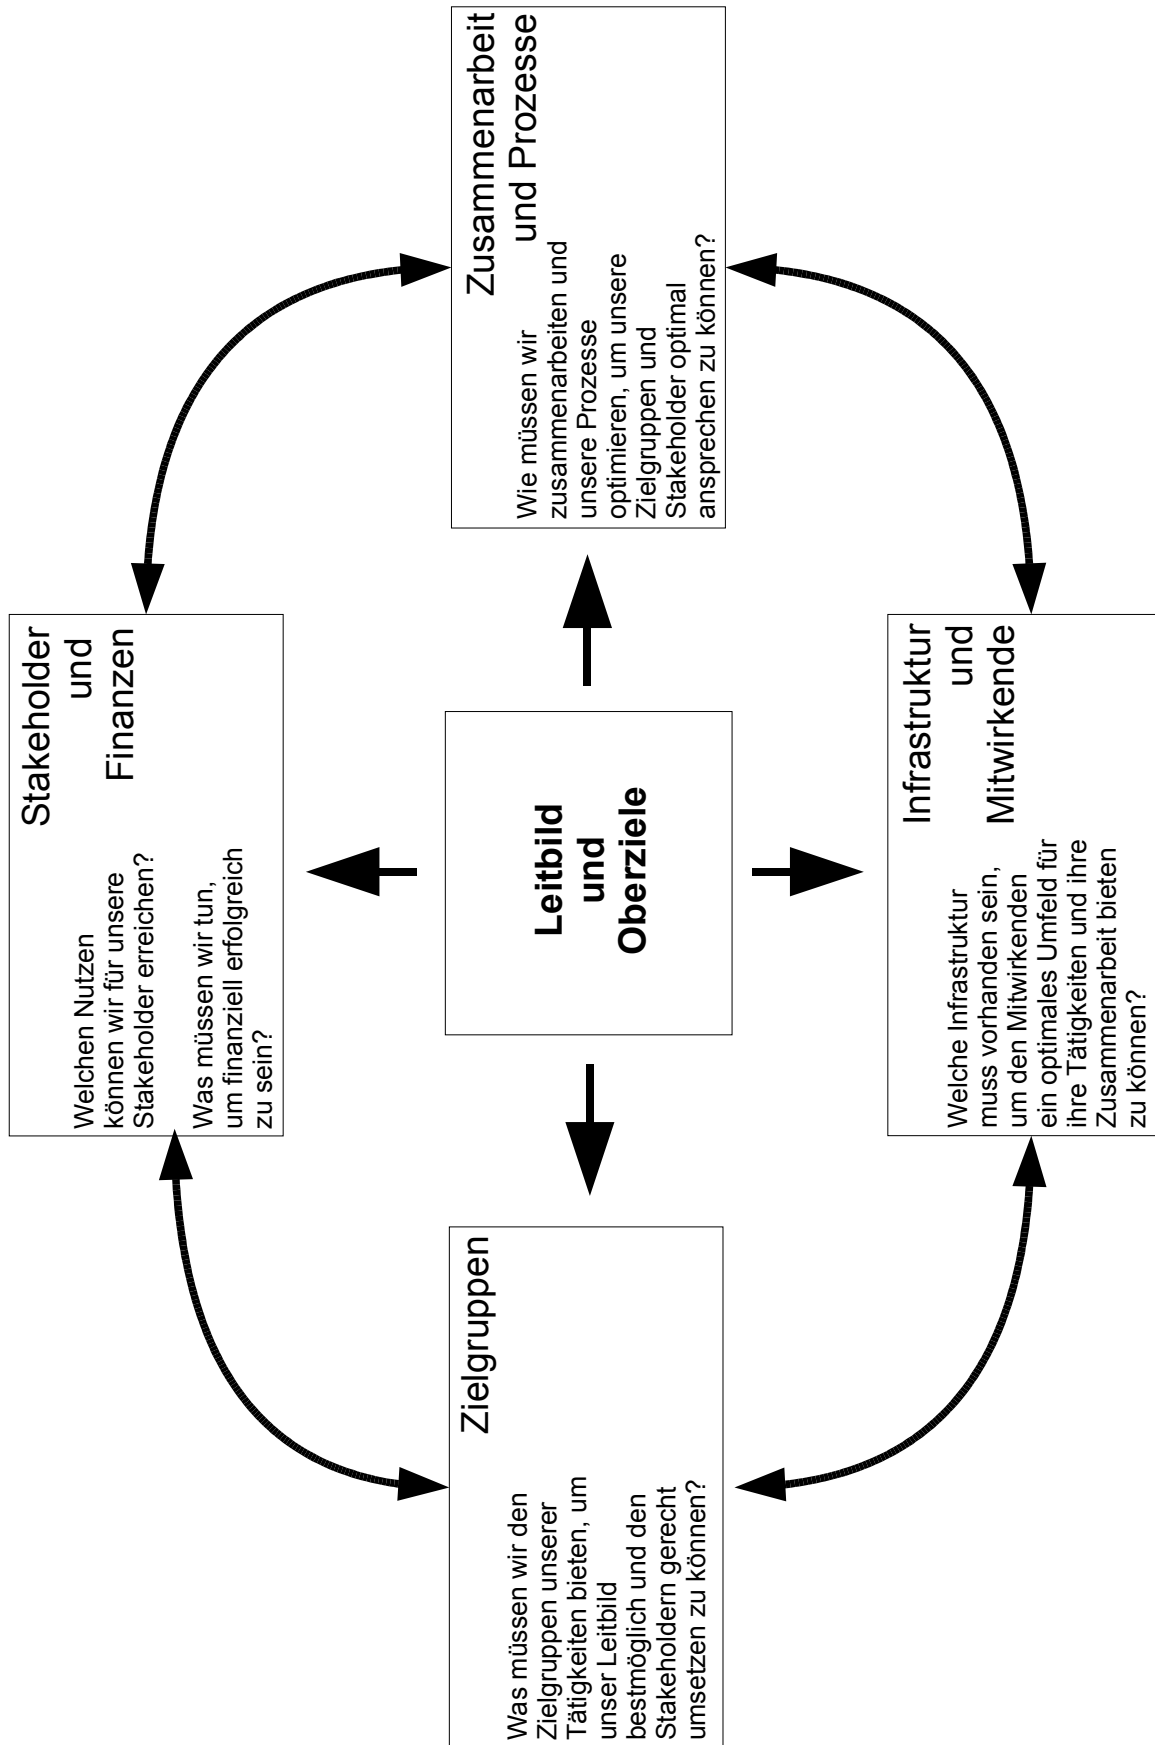 Stakeholder
und
Finanzen
Welchen Nutzen
können wir für unsere
Stakeholder erreichen?
Was müssen wir tun,
um finanziell erfolgreich
zu sein?
Zielgruppen
Was müssen wir den
Zielgruppen unserer
Tätigkeiten bieten, um
unser Leitbild
bestmöglich und den
Stakeholdern gerecht
umsetzen zu können?
Leitbild
und
Oberziele
Zusammenarbeit
und Prozesse
Wie müssen wir
zusammenarbeiten und
unsere Prozesse
optimieren, um unsere
Zielgruppen und
Stakeholder optimal
ansprechen zu können?
Infrastruktur
und
Mitwirkende
Welche Infrastruktur
muss vorhanden sein,
um den Mitwirkenden
ein optimales Umfeld für
ihre Tätigkeiten und ihre
Zusammenarbeit bieten
zu können?